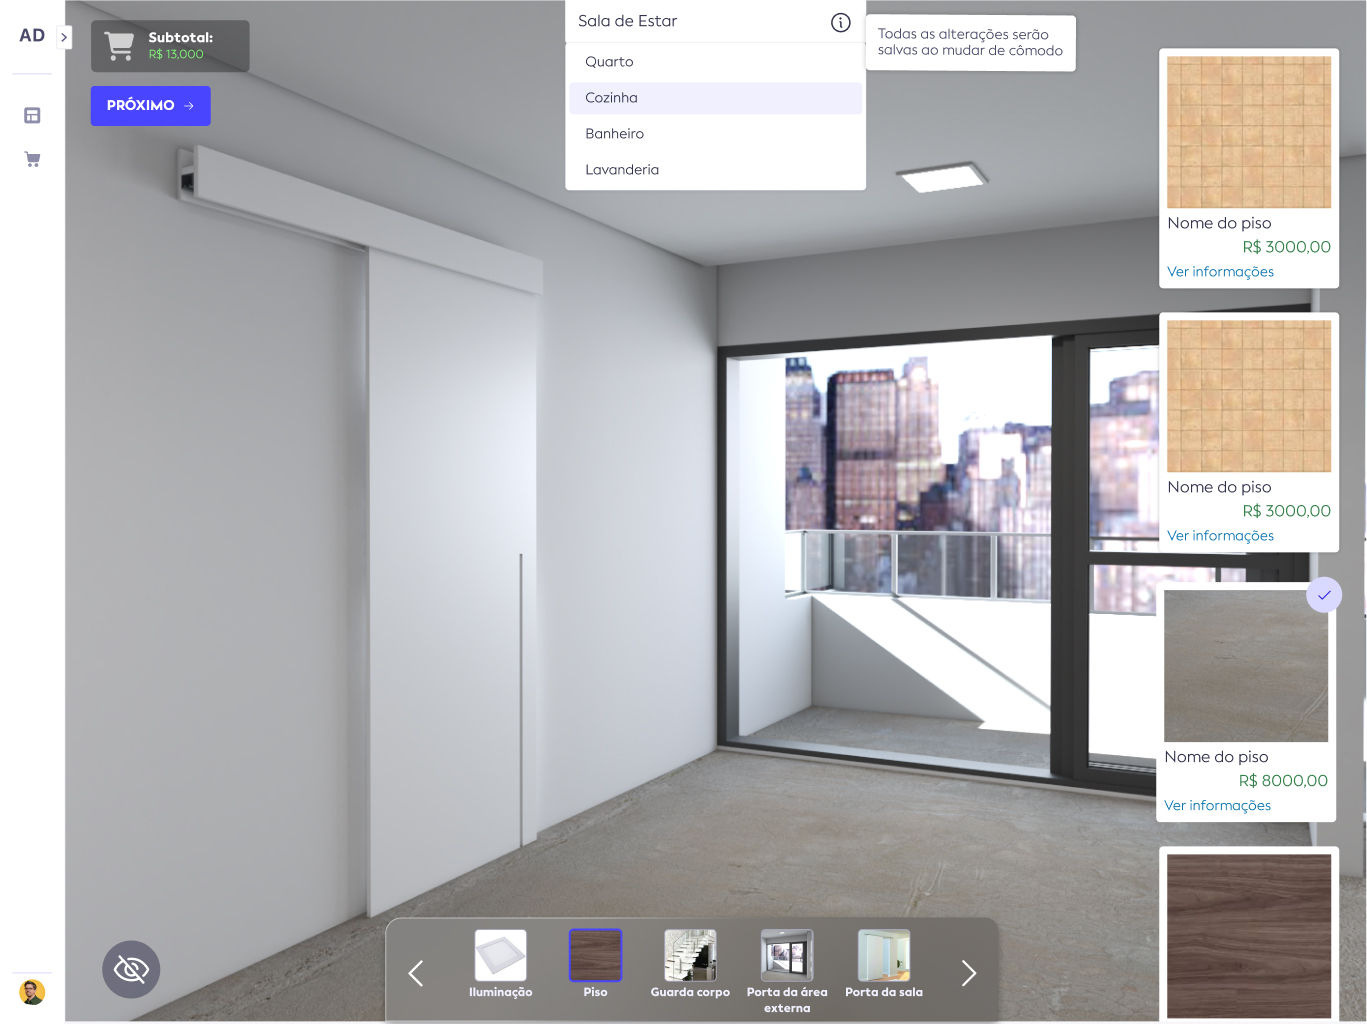 AD
Subtotal:
R$ 13,000
PRÓXIMO
Sala de Estar
Quarto
Cozinha
Banheiro
Lavanderia
Todas as alterações serão
salvas ao mudar de cômodo
Nome do piso
R$ 3000,00
Ver informações
Nome do piso
R$ 3000,00
Ver informações
Nome do piso
R$ 8000,00
Ver informações
Iluminação
Piso
Guarda corpo
Porta da área
externa
Porta da sala